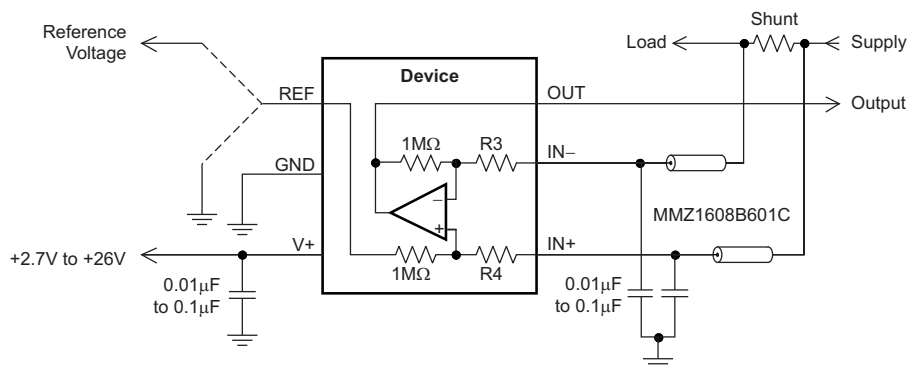 Reference
Voltage
Shunt
Load
Supply
Device
REF
OUT
Output
1MΩ
R3
IN−
GND
−
MMZ1608B601C
+
V+
IN+
+2.7V to +26V
1MΩ
R4
0.01μF
to 0.1μF
0.01μF
to 0.1μF